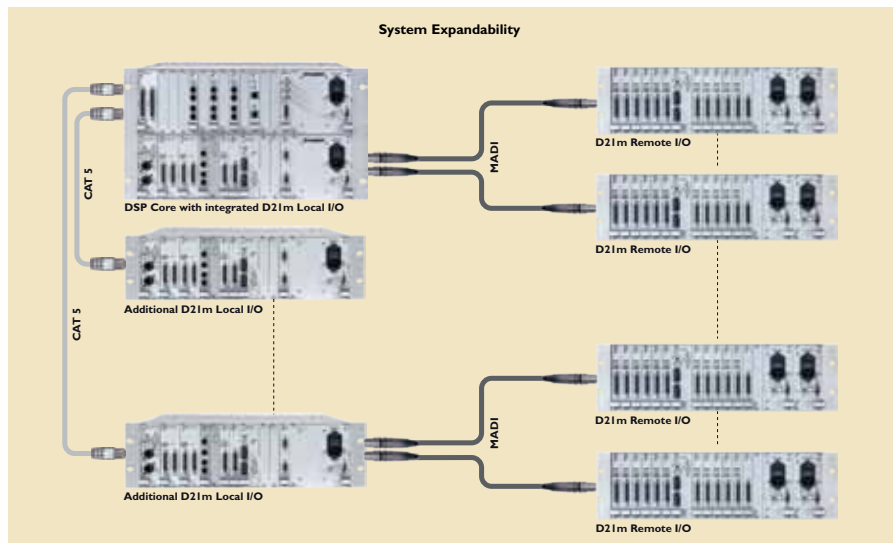 System Expandability
CAT 5
CAT 5
MADI
DSP Core with integrated D21m Local I/O
D21m Remote I/O
D21m Remote I/O
Additional D21m Local I/O
MADI
Additional D21m Local I/O
D21m Remote I/O
D21m Remote I/O